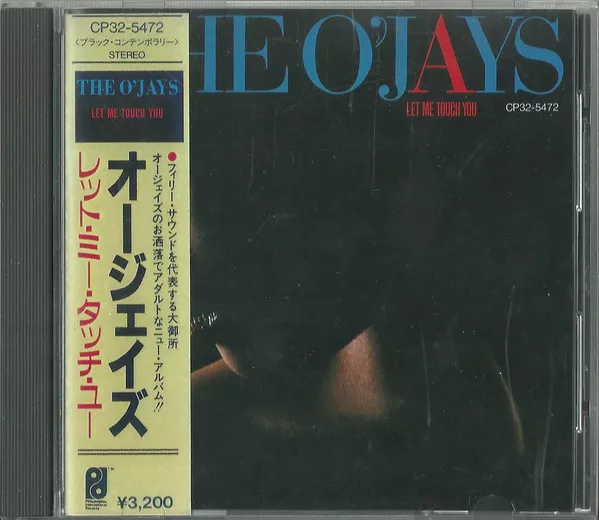 CP32-5472
〈ブラック・コンテンポラリー〉
STEREO
THE O'JAYS
LET ME TOUCH YOU
●フィリー・サウンドを代表する大御所
オージェイズのお洒落でアダルトなニュー・アルバム!!
オージェイズ
レット・ミー・タッチ・ユー
Philadelphia
International
Records
¥3,200
HE O'JAYS
LET ME TOUCH YOU
CP32-5472